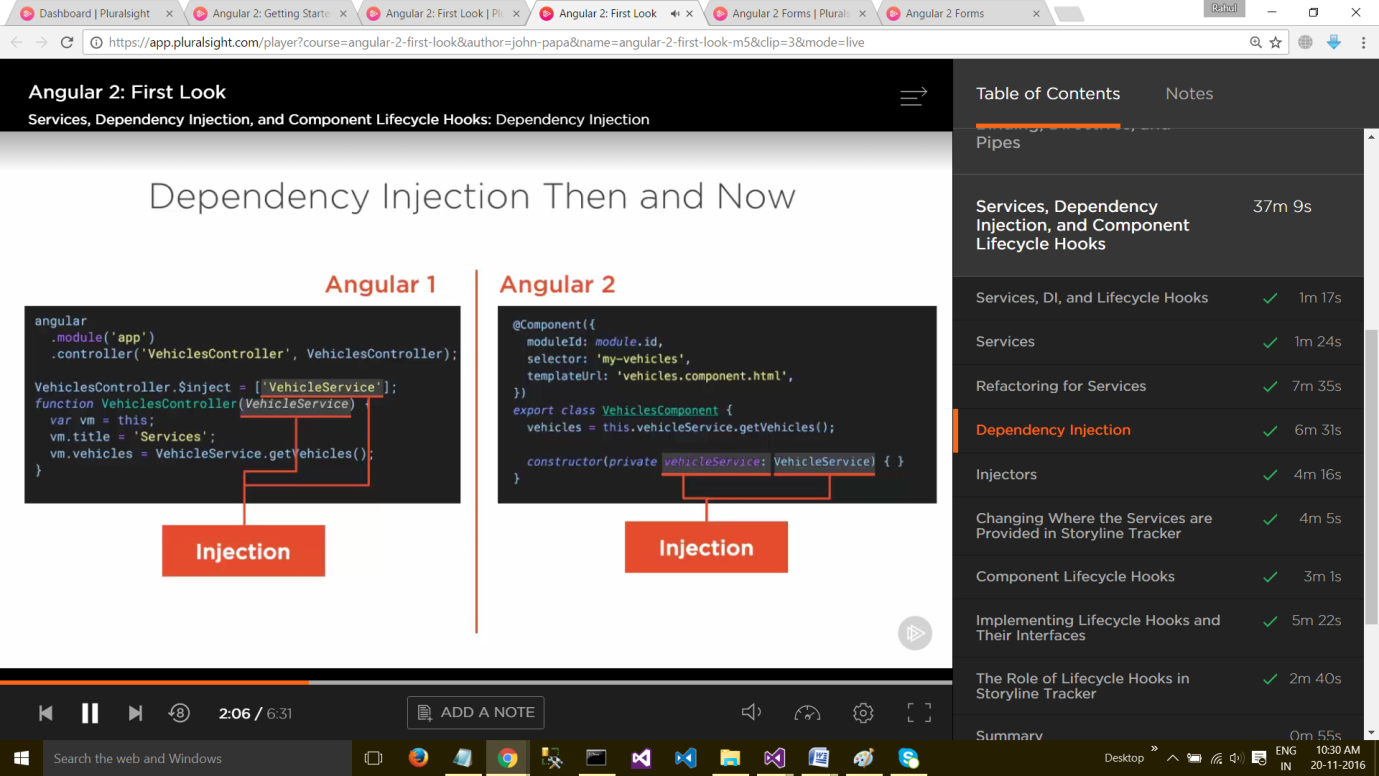 Dashboard | Pluralsight
Angular 2: Getting Starte
Angular 2: First Look | Pl
Angular 2: First Look
Angular 2 Forms | Plurals
Angular 2 Forms
Rahul
https://app.pluralsight.com/player?course=angular-2-first-look&author=john-papa&name=angular-2-first-look-m5&clip=3&mode=live
Angular 2: First Look
Services, Dependency Injection, and Component Lifecycle Hooks: Dependency Injection
Dependency Injection Then and Now
Angular 1
angular
.module('app')
.controller('VehiclesController', VehiclesController);
VehiclesController.$inject = ['VehicleService'];
function VehiclesController(VehicleService) {
var vm = this;
vm.title = 'Services';
vm.vehicles = VehicleService.getVehicles();
}
Injection
Angular 2
@Component({
moduleId: module.id,
selector: 'my-vehicles',
templateUrl: 'vehicles.component.html',
})
export class VehiclesComponent {
vehicles = this.vehicleService.getVehicles();
constructor(private vehicleService: VehicleService) { }
}
Injection
2:06 / 6:31
ADD A NOTE
8
Table of Contents
Notes
Binding, Directives, and
Pipes
Services, Dependency
Injection, and Component
Lifecycle Hooks
37m 9s
Services, DI, and Lifecycle Hooks 1m 17s
Services 1m 24s
Refactoring for Services 7m 35s
Dependency Injection 6m 31s
Injectors 4m 16s
Changing Where the Services are
Provided in Storyline Tracker
4m 5s
Component Lifecycle Hooks 3m 1s
Implementing Lifecycle Hooks and
Their Interfaces
5m 22s
The Role of Lifecycle Hooks in
Storyline Tracker
2m 40s
Summary 0m 55s
Search the web and Windows
Desktop
ENG
IN
10:30 AM
20-11-2016